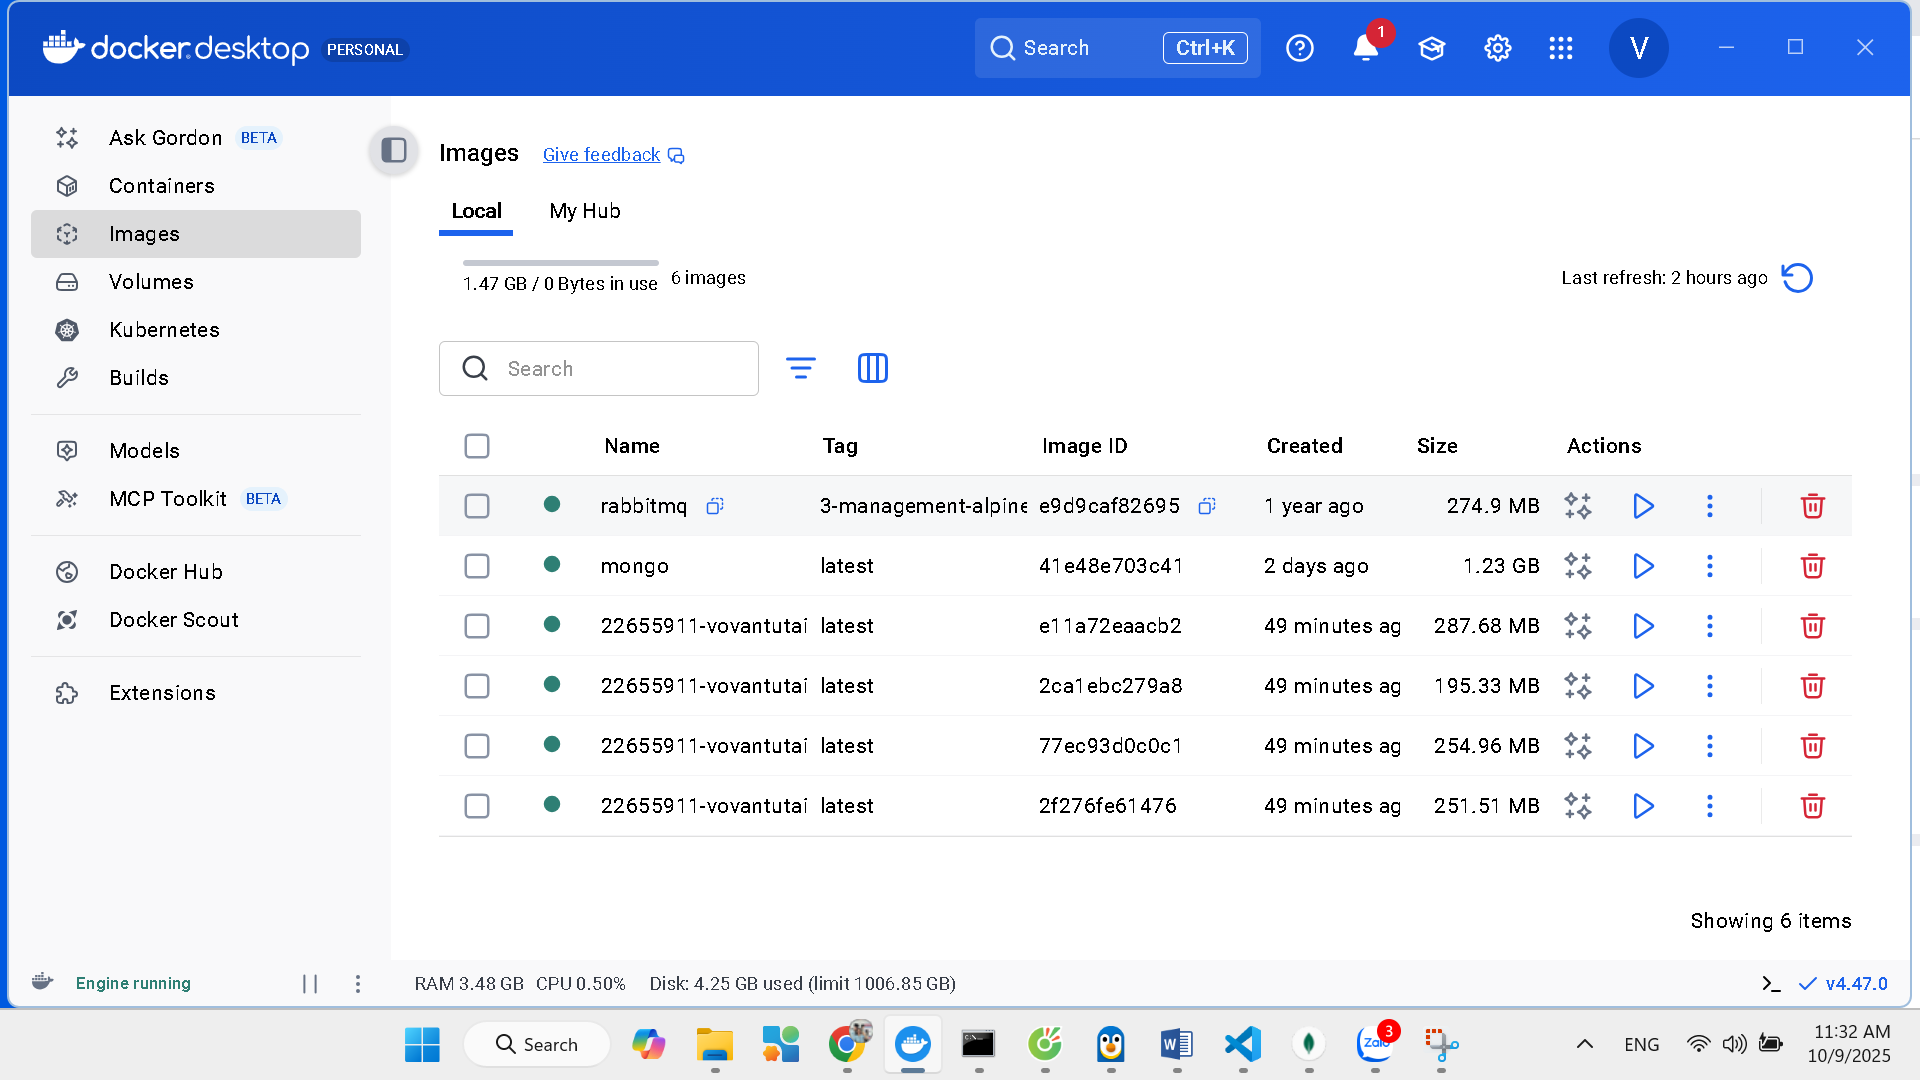 docker desktop PERSONAL
Search Ctrl+K
1
V
Ask Gordon BETA
Containers
Images
Volumes
Kubernetes
Builds
Models
MCP Toolkit BETA
Docker Hub
Docker Scout
Extensions
Images Give feedback
Local My Hub
1.47 GB / 0 Bytes in use 6 images
Last refresh: 2 hours ago
Search
Name Tag Image ID Created Size Actions
rabbitmq 3-management-alpine e9d9caf82695 1 year ago 274.9 MB
mongo latest 41e48e703c41 2 days ago 1.23 GB
22655911-vovantutai latest e11a72eaacb2 49 minutes ag 287.68 MB
22655911-vovantutai latest 2ca1ebc279a8 49 minutes ag 195.33 MB
22655911-vovantutai latest 77ec93d0c0c1 49 minutes ag 254.96 MB
22655911-vovantutai latest 2f276fe61476 49 minutes ag 251.51 MB
Showing 6 items
Engine running
RAM 3.48 GB CPU 0.50% Disk: 4.25 GB used (limit 1006.85 GB)
v4.47.0
Search
Zalo
3
ENG
11:32 AM
10/9/2025